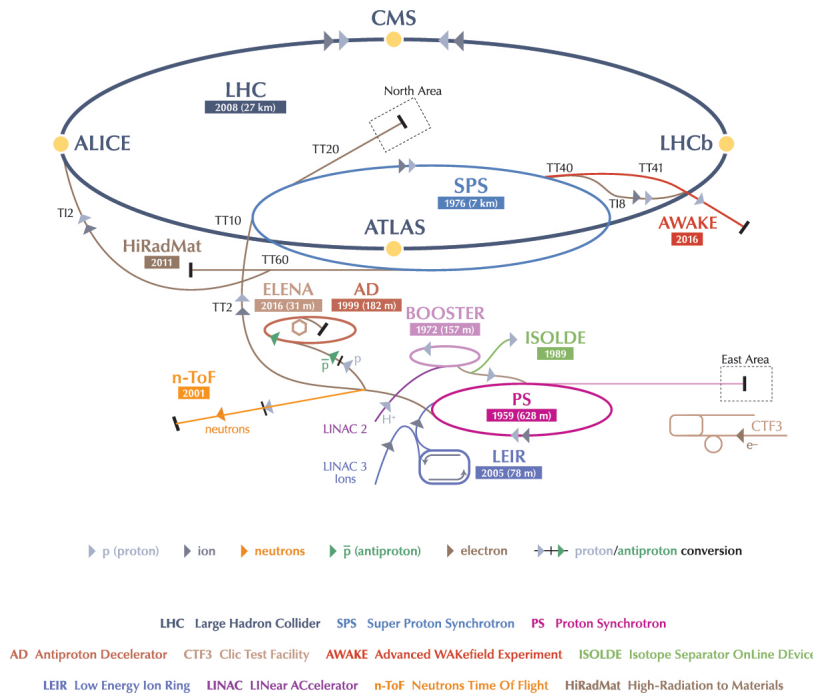 CMS
LHC
2008 (27 km)
North Area
ALICE
LHCb
TT20
TT40
TT41
SPS
1976 (7 km)
TI2
TI8
TT10
ATLAS
AWAKE
2016
HiRadMat
2011
TT60
ELENA
2016 (31 m)
AD
1999 (182 m)
TT2
BOOSTER
1972 (157 m)
ISOLDE
1989
p̅
p
East Area
n-ToF
2001
PS
1959 (628 m)
neutrons
LINAC 2
H⁺
CTF3
e⁻
LEIR
2005 (78 m)
LINAC 3
Ions
p (proton) ion neutrons p̅ (antiproton) electron proton/antiproton conversion
LHC Large Hadron Collider SPS Super Proton Synchrotron PS Proton Synchrotron
AD Antiproton Decelerator CTF3 Clic Test Facility AWAKE Advanced WAKefield Experiment ISOLDE Isotope Separator OnLine DEvice
LEIR Low Energy Ion Ring LINAC LINear ACcelerator n-ToF Neutrons Time Of Flight HiRadMat High-Radiation to Materials